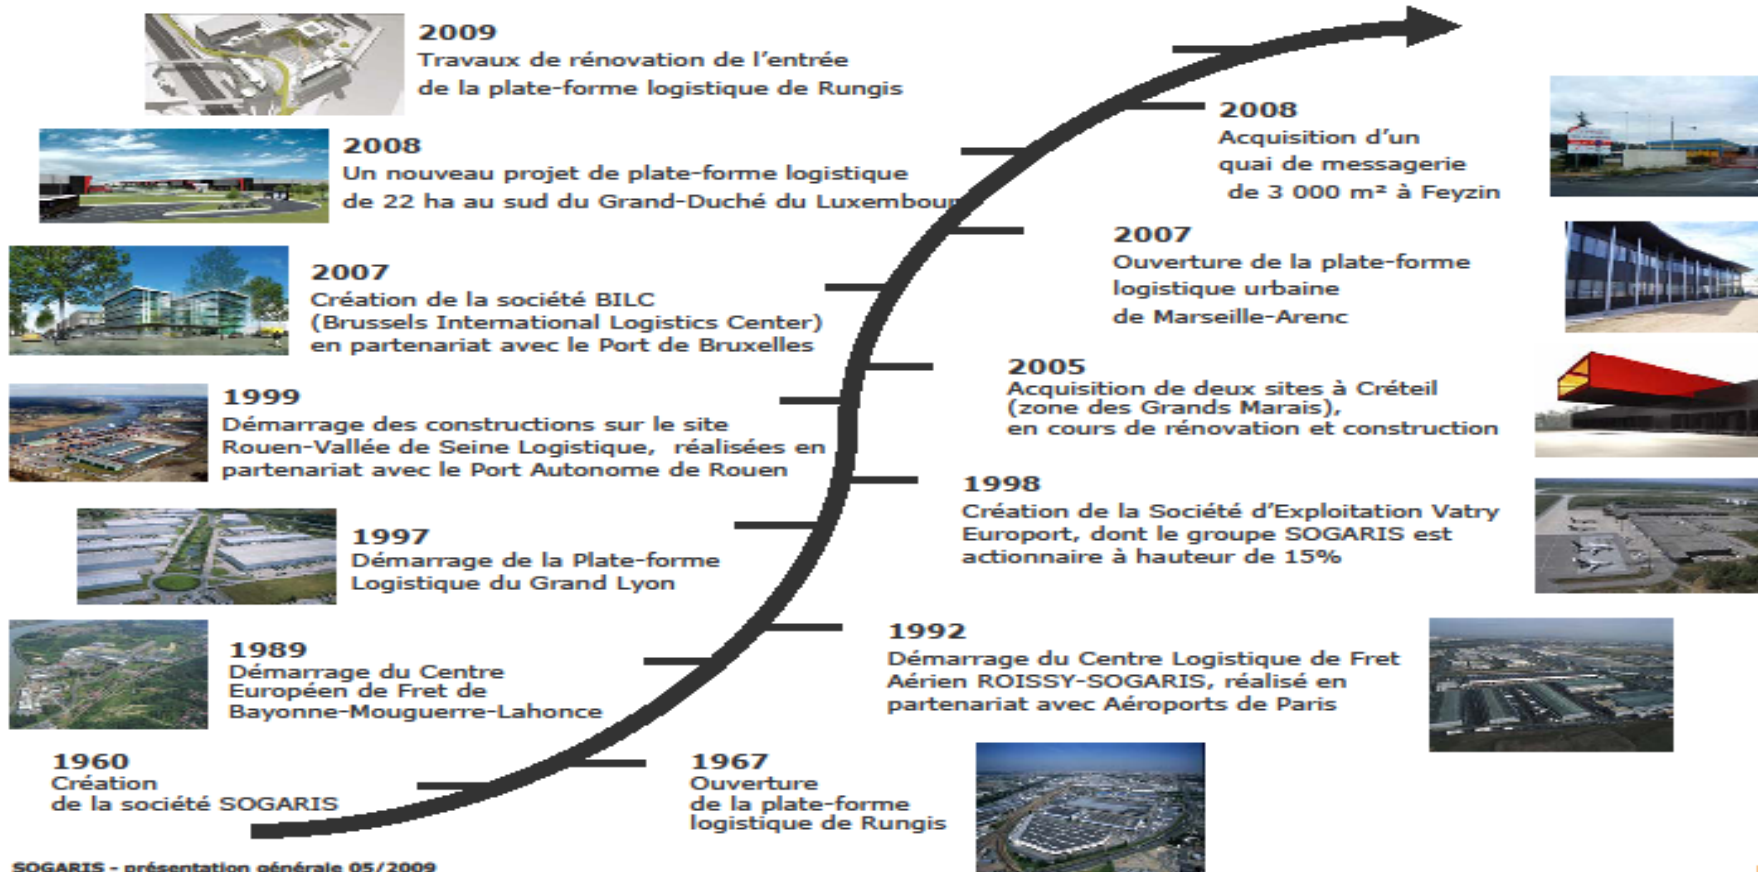 2009
Travaux de rénovation de l'entrée
de la plate-forme logistique de Rungis
2008
Un nouveau projet de plate-forme logistique
de 22 ha au sud du Grand-Duché du Luxembour
2007
Création de la société BILC
(Brussels International Logistics Center)
en partenariat avec le Port de Bruxelles
1999
Démarrage des constructions sur le site
Rouen-Vallée de Seine Logistique, réalisées en
partenariat avec le Port Autonome de Rouen
1997
Démarrage de la Plate-forme
Logistique du Grand Lyon
1989
Démarrage du Centre
Européen de Fret de
Bayonne-Mouguerre-Lahonce
1960
Création
de la société SOGARIS
2008
Acquisition d'un
quai de messagerie
de 3 000 m² à Feyzin
2007
Ouverture de la plate-forme
logistique urbaine
de Marseille-Arenc
2005
Acquisition de deux sites à Créteil
(zone des Grands Marais),
en cours de rénovation et construction
1998
Création de la Société d'Exploitation Vatry
Europort, dont le groupe SOGARIS est
actionnaire à hauteur de 15%
1992
Démarrage du Centre Logistique de Fret
Aérien ROISSY-SOGARIS, réalisé en
partenariat avec Aéroports de Paris
1967
Ouverture
de la plate-forme
logistique de Rungis
SOGARIS - présentation générale 05/2009